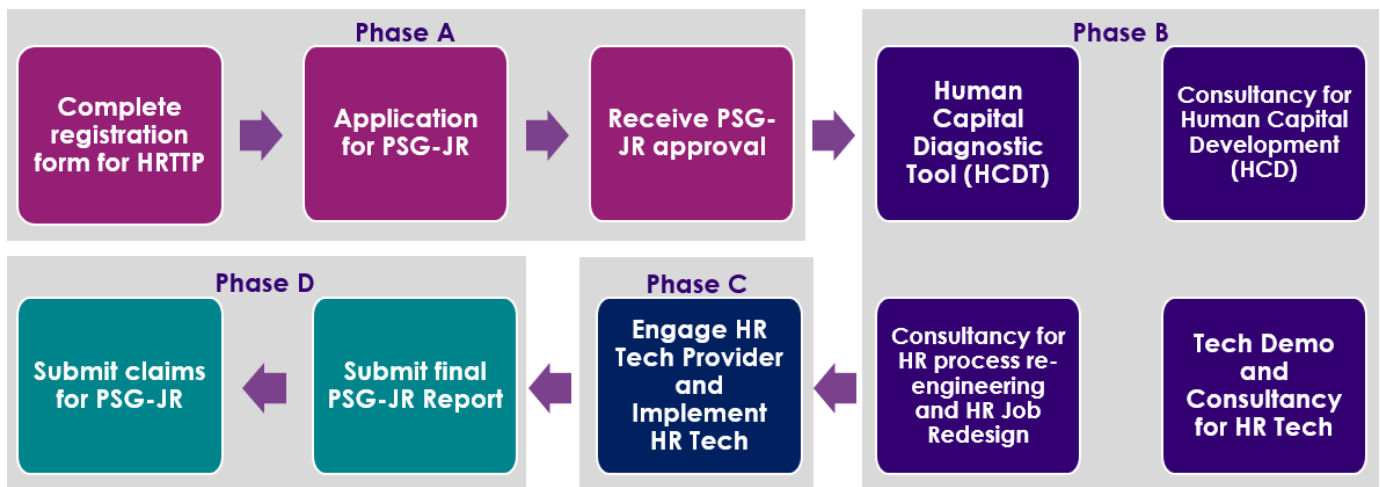 Phase A
Complete
registration
form for HRTTP
Application
for PSG-JR
Receive PSG-
JR approval
Phase B
Human
Capital
Diagnostic
Tool (HCDT)
Consultancy for
Human Capital
Development
(HCD)
Consultancy for
HR process re-
engineering
and HR Job
Redesign
Tech Demo
and
Consultancy
for HR Tech
Phase C
Engage HR
Tech Provider
and
Implement
HR Tech
Phase D
Submit final
PSG-JR Report
Submit claims
for PSG-JR